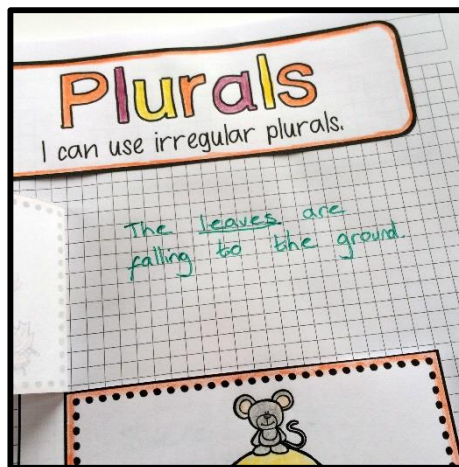 Plurals
I can use irregular plurals.
The leaves are
falling to the ground